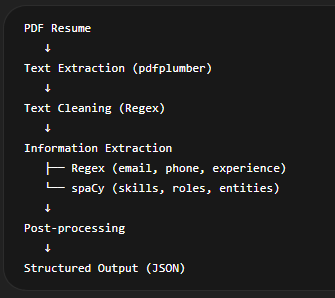 PDF Resume
↓
Text Extraction (pdfplumber)
↓
Text Cleaning (Regex)
↓
Information Extraction
├── Regex (email, phone, experience)
└── spaCy (skills, roles, entities)
↓
Post-processing
↓
Structured Output (JSON)